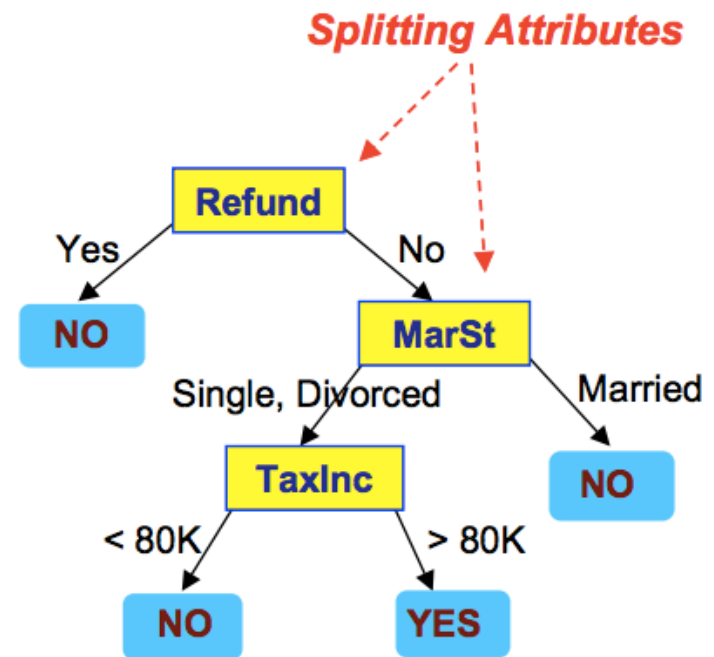 Splitting Attributes
Refund
Yes
No
NO
MarSt
Single, Divorced
Married
TaxInc
NO
< 80K
> 80K
NO
YES